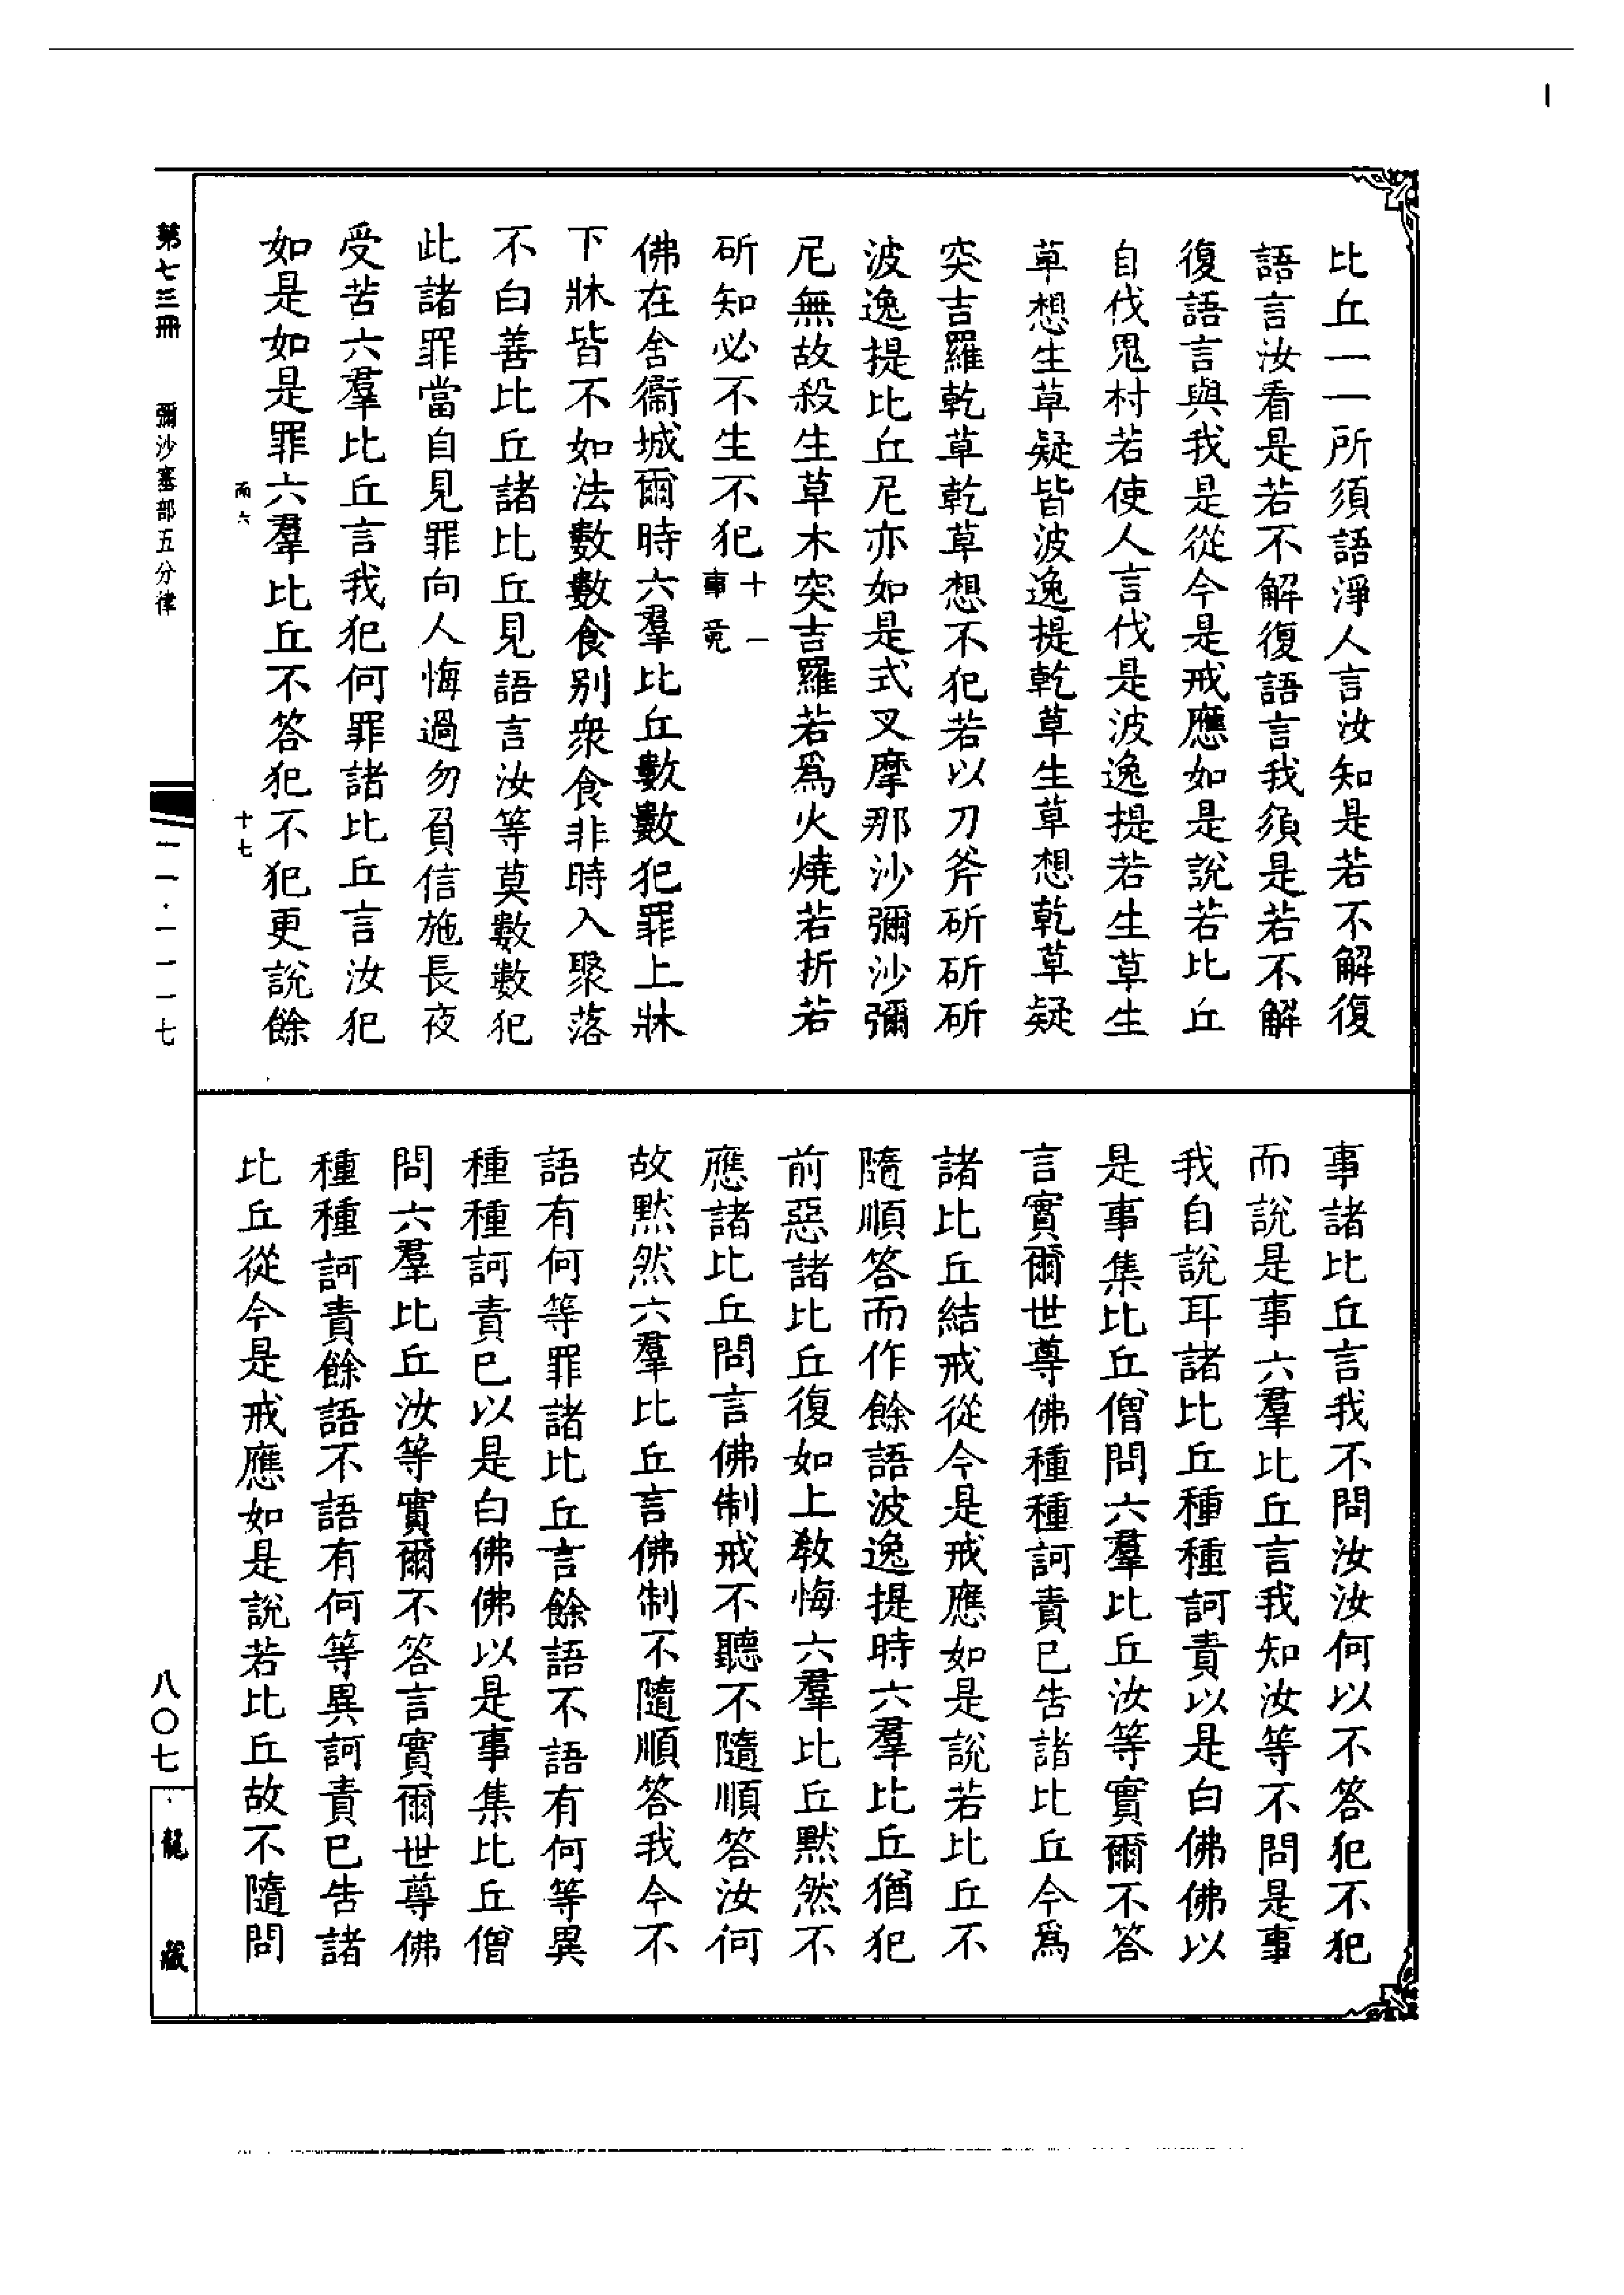 比丘一一所須語淨人言汝知是若不解復
語言汝看是若不解復語言我須是若不解
復語言與我是從今是戒應如是說若比丘
自伐鬼村若使人言伐是波逸提若生草生
草想生草疑皆波逸提乾草生草想乾草疑
突吉羅乾草乾草想不犯若以刀斧斫斫斫
波逸提比丘尼亦如是式叉摩那沙彌沙彌
尼無故殺生草木突吉羅若爲火燒若折若
斫知必不生不犯十一事竟
佛在舍衞城爾時六羣比丘數數犯罪上牀
下牀皆不如法數數食別衆食非時入聚落
不白善比丘諸比丘見語言汝等莫數數犯
此諸罪當自見罪向人悔過勿負信施長夜
受苦六羣比丘言我犯何罪諸比丘言汝犯
如是如是罪六羣比丘不答犯不犯更說餘
雨六 十七
事諸比丘言我不問汝汝何以不答犯不犯
而說是事六羣比丘言我知汝等不問是事
我自說耳諸比丘種種訶責以是白佛佛以
是事集比丘僧問六羣比丘汝等實爾不答
言實爾世尊佛種種訶責已告諸比丘今爲
諸比丘結戒從今是戒應如是說若比丘不
隨順答而作餘語波逸提時六羣比丘猶犯
前惡諸比丘復如上教悔六羣比丘默然不
應諸比丘問言佛制戒不聽不隨順答汝何
故默然六羣比丘言佛制不隨順答我今不
語有何等罪諸比丘言餘語不語有何等異
種種訶責已以是白佛佛以是事集比丘僧
問六羣比丘汝等實爾不答言實爾世尊佛
種種訶責餘語不語有何等異訶責已告諸
比丘從今是戒應如是說若比丘故不隨問
第七三冊 彌沙塞部五分律 二一·一一一七 八〇七 龍藏